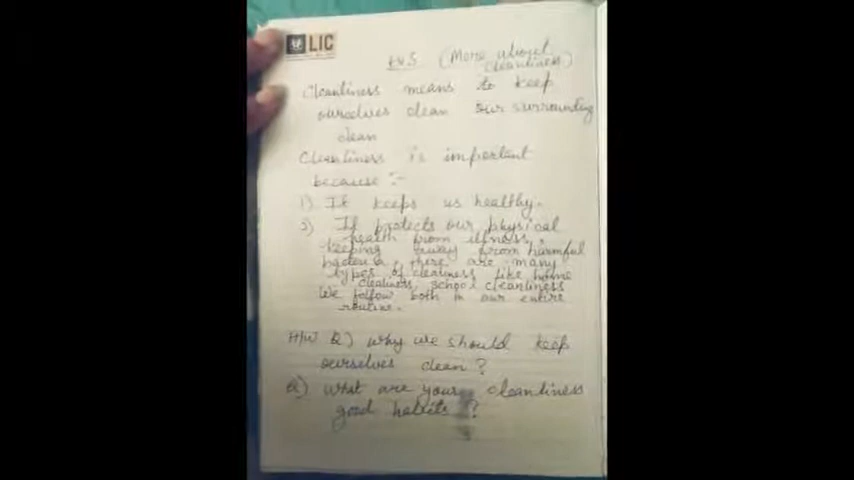 LIC
EVS (More about
cleanliness)
Cleanliness means to keep
ourselves clean our surrounding
clean
Cleanliness is important
because :-
1) It keeps us healthy.
2) It protects our physical
health from illness,
keeping away from harmful
bacteria, there are many
types of clealiness like home
clealiness, school cleanliness
We follow both in our entire
routine.
H/W Q) why we should keep
ourselves clean ?
Q) what are your cleanliness
good habits ?